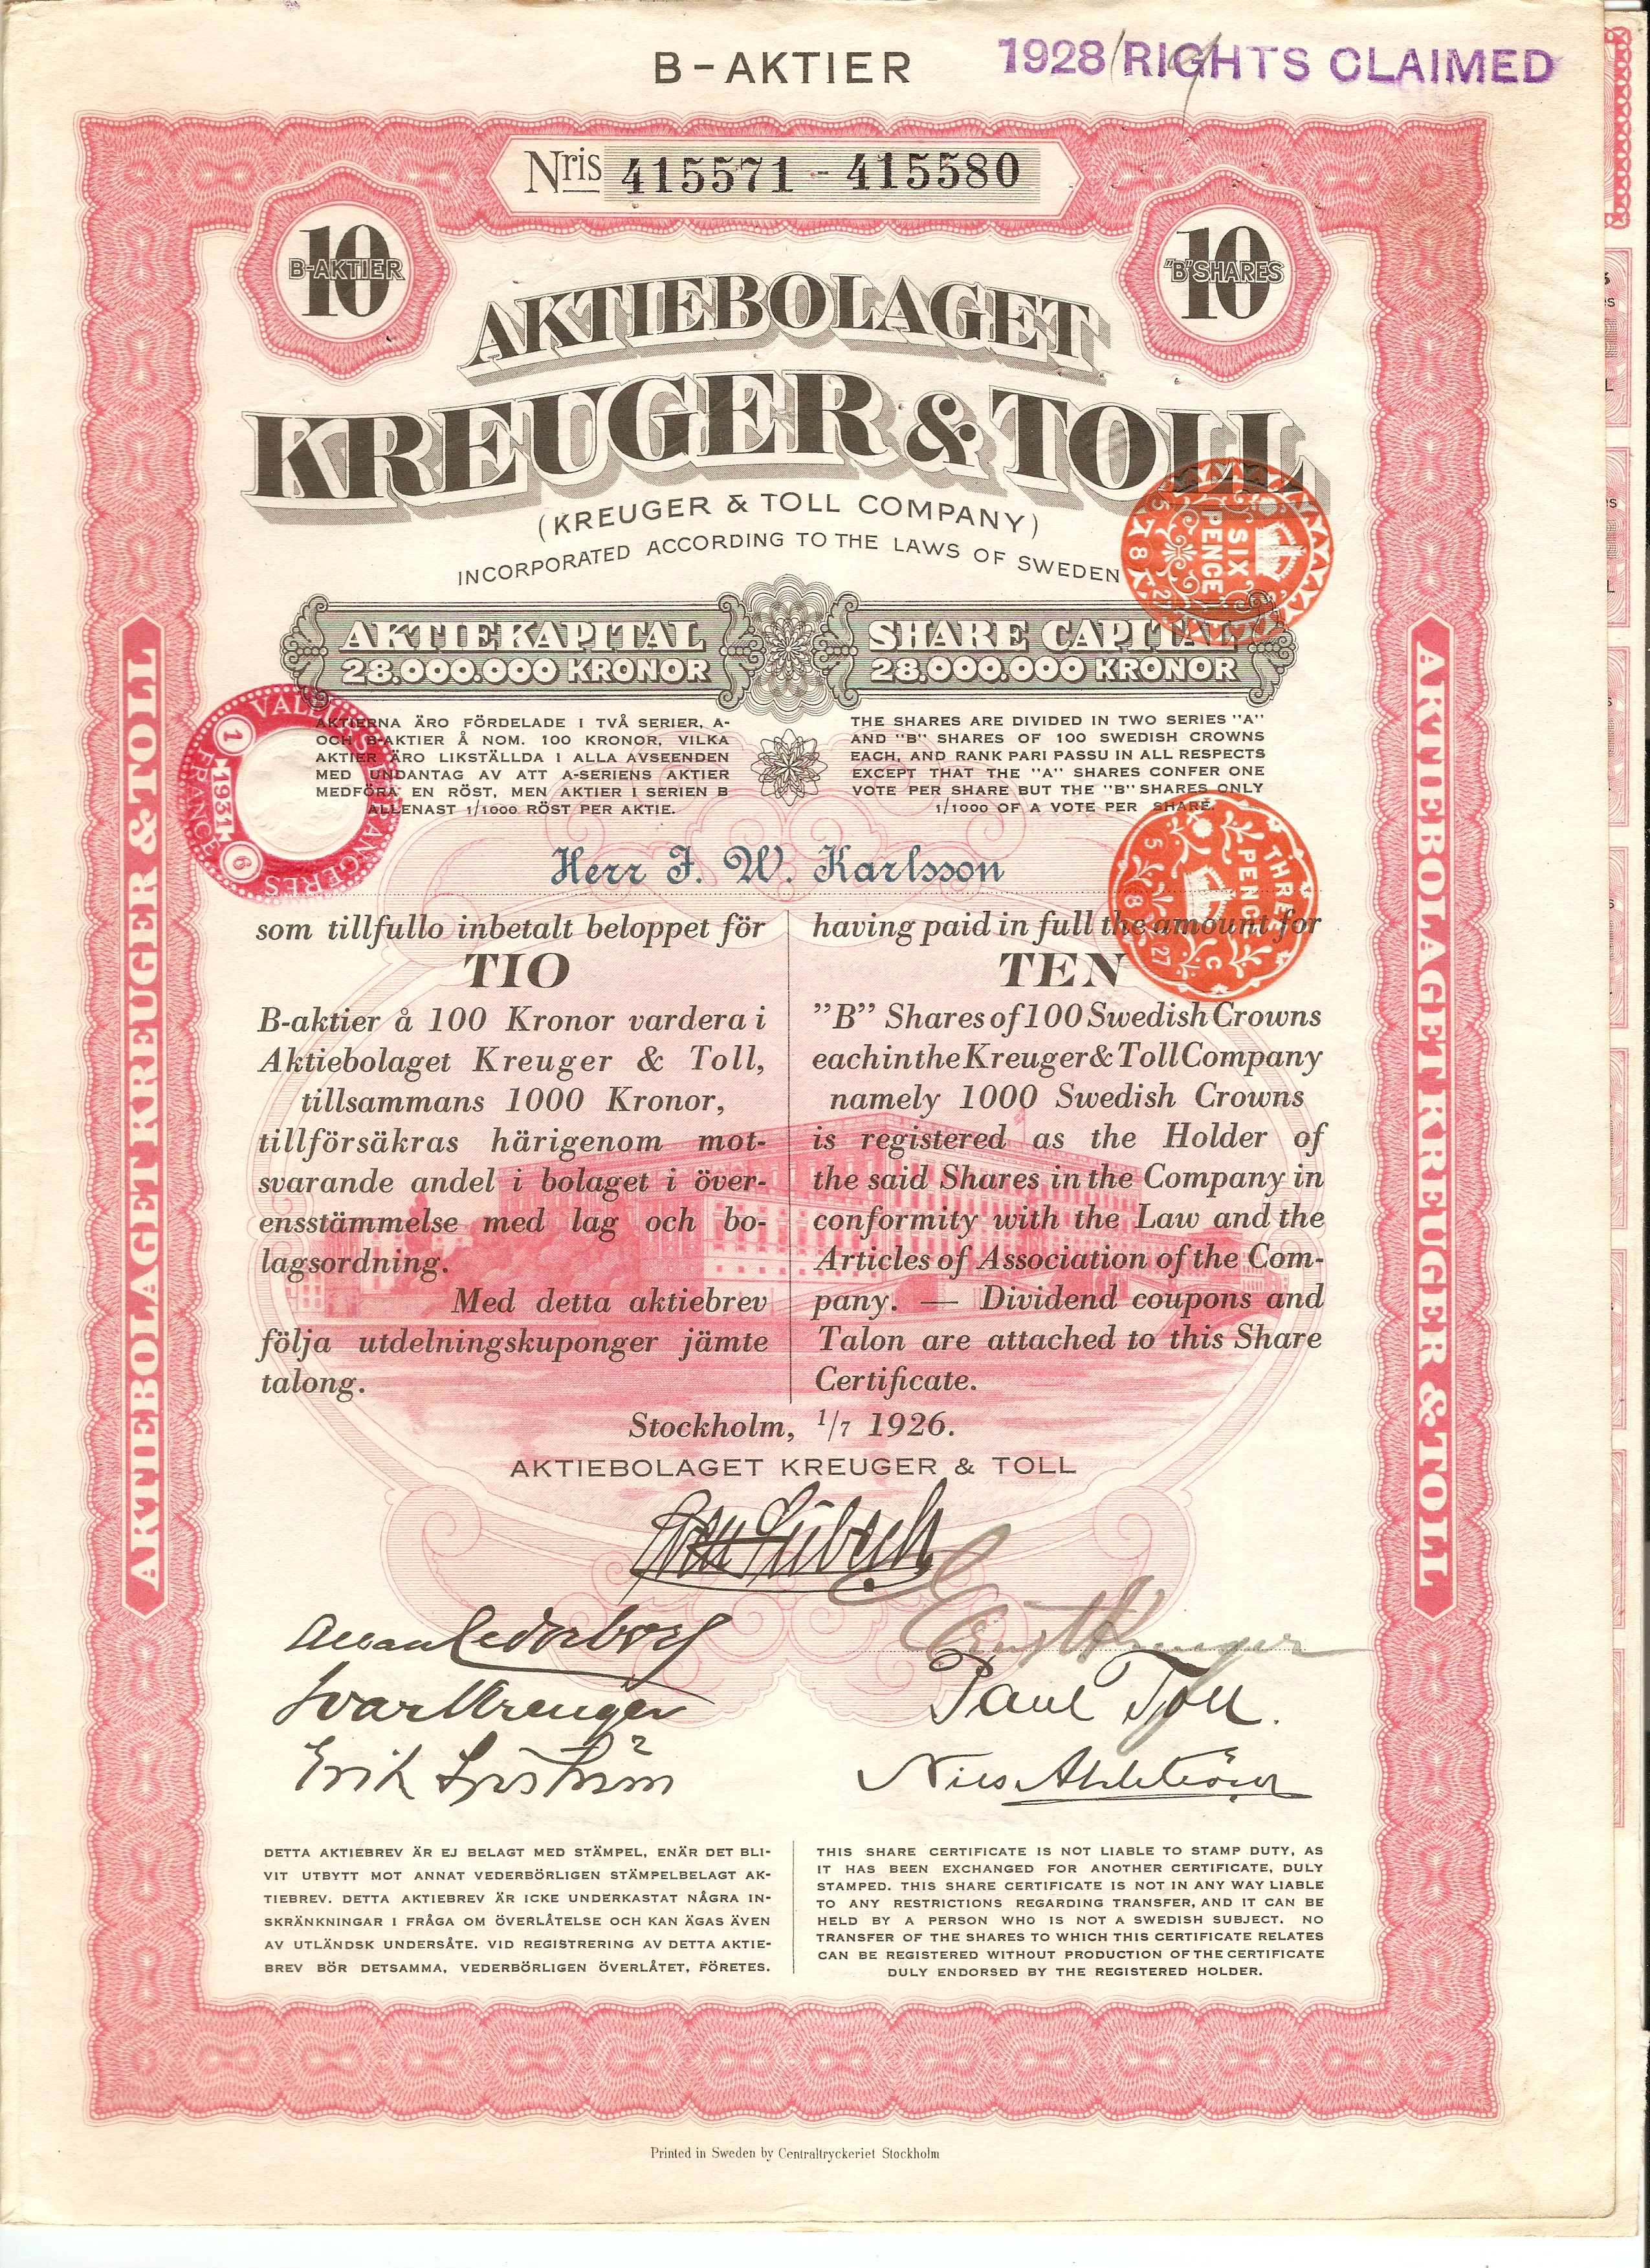 B-AKTIER
1928 RIGHTS CLAIMED
Nris 415571 - 415580
10
B-AKTIER
10
"B" SHARES
AKTIEBOLAGET
KREUGER & TOLL
(KREUGER & TOLL COMPANY)
INCORPORATED ACCORDING TO THE LAWS OF SWEDEN
SIX
PENCE
AKTIEKAPITAL
28.000.000 KRONOR
SHARE CAPITAL
28.000.000 KRONOR
1
1931
6
AKTIERNA ÄRO FÖRDELADE I TVÅ SERIER, A-
OCH B-AKTIER Å NOM. 100 KRONOR, VILKA
AKTIER ÄRO LIKSTÄLLDA I ALLA AVSEENDEN
MED UNDANTAG AV ATT A-SERIENS AKTIER
MEDFÖRA EN RÖST, MEN AKTIER I SERIEN B
ALLENAST 1/1000 RÖST PER AKTIE.
THE SHARES ARE DIVIDED IN TWO SERIES "A"
AND "B" SHARES OF 100 SWEDISH CROWNS
EACH, AND RANK PARI PASSU IN ALL RESPECTS
EXCEPT THAT THE "A" SHARES CONFER ONE
VOTE PER SHARE BUT THE "B" SHARES ONLY
1/1000 OF A VOTE PER SHARE.
THREE
PENCE
Herr J. W. Karlsson
som tillfullo inbetalt beloppet för
TIO
B-aktier å 100 Kronor vardera i
Aktiebolaget Kreuger & Toll,
tillsammans 1000 Kronor,
tillförsäkras härigenom mot-
svarande andel i bolaget i över-
ensstämmelse med lag och bo-
lagsordning.
Med detta aktiebrev
följa utdelningskuponger jämte
talong.
having paid in full the amount for
TEN
"B" Shares of 100 Swedish Crowns
each in the Kreuger & Toll Company
namely 1000 Swedish Crowns
is registered as the Holder of
the said Shares in the Company in
conformity with the Law and the
Articles of Association of the Com-
pany. — Dividend coupons and
Talon are attached to this Share
Certificate.
Stockholm, 1/7 1926.
AKTIEBOLAGET KREUGER & TOLL
Ernst Kreuger
Ivar Kreuger
Paul Toll.
Erik Sjöström
Nils Ahlström
DETTA AKTIEBREV ÄR EJ BELAGT MED STÄMPEL, ENÄR DET BLI-
VIT UTBYTT MOT ANNAT VEDERBÖRLIGEN STÄMPELBELAGT AK-
TIEBREV. DETTA AKTIEBREV ÄR ICKE UNDERKASTAT NÅGRA IN-
SKRÄNKNINGAR I FRÅGA OM ÖVERLÅTELSE OCH KAN ÄGAS ÄVEN
AV UTLÄNDSK UNDERSÅTE. VID REGISTRERING AV DETTA AKTIE-
BREV BÖR DETSAMMA, VEDERBÖRLIGEN ÖVERLÅTET, FÖRETES.
THIS SHARE CERTIFICATE IS NOT LIABLE TO STAMP DUTY, AS
IT HAS BEEN EXCHANGED FOR ANOTHER CERTIFICATE, DULY
STAMPED. THIS SHARE CERTIFICATE IS NOT IN ANY WAY LIABLE
TO ANY RESTRICTIONS REGARDING TRANSFER, AND IT CAN BE
HELD BY A PERSON WHO IS NOT A SWEDISH SUBJECT. NO
TRANSFER OF THE SHARES TO WHICH THIS CERTIFICATE RELATES
CAN BE REGISTERED WITHOUT PRODUCTION OF THE CERTIFICATE
DULY ENDORSED BY THE REGISTERED HOLDER.
AKTIEBOLAGET KREUGER & TOLL
AKTIEBOLAGET KREUGER & TOLL
Printed in Sweden by Centraltryckeriet Stockholm